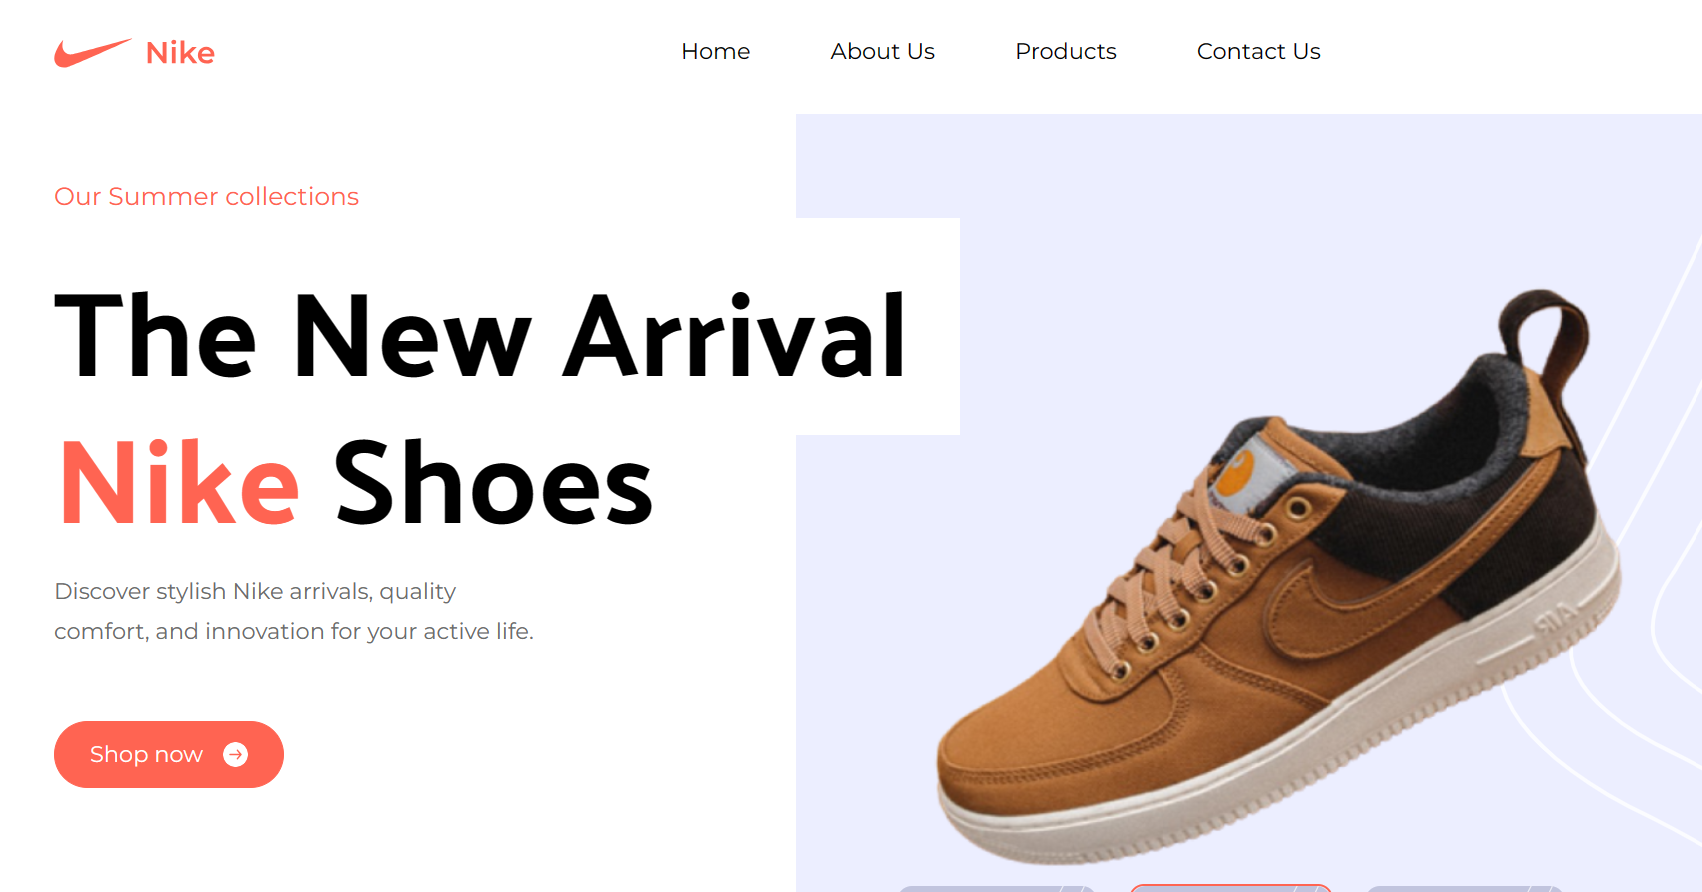 Nike
Home
About Us
Products
Contact Us
Our Summer collections
The New Arrival
Nike Shoes
Discover stylish Nike arrivals, quality
comfort, and innovation for your active life.
Shop now
AIR